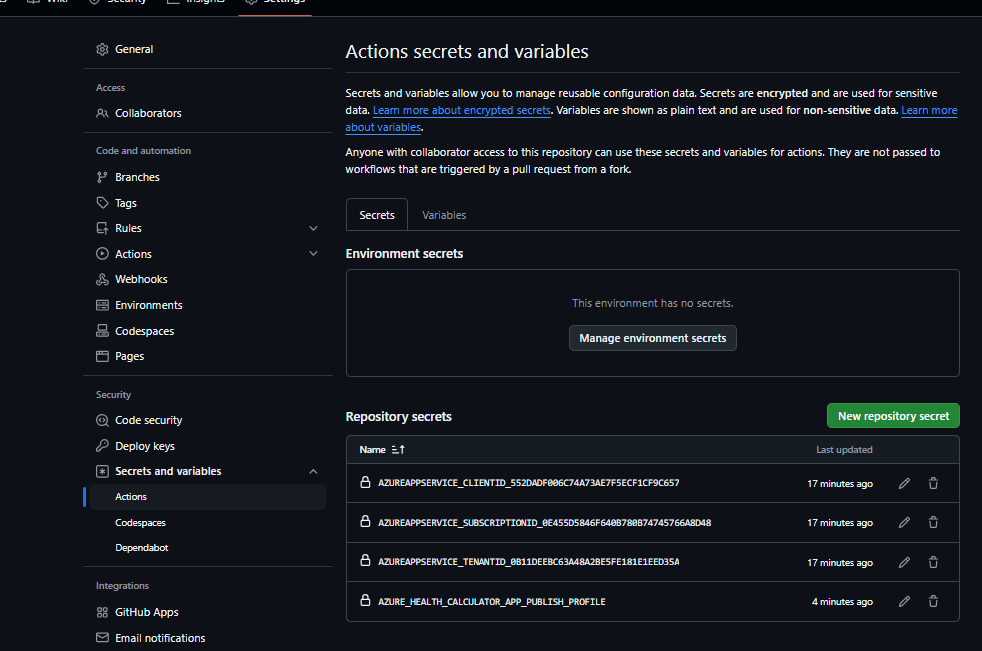 Wiki
Security
Insights
Settings
General
Access
Collaborators
Code and automation
Branches
Tags
Rules
Actions
Webhooks
Environments
Codespaces
Pages
Security
Code security
Deploy keys
Secrets and variables
Actions
Codespaces
Dependabot
Integrations
GitHub Apps
Email notifications
Actions secrets and variables
Secrets and variables allow you to manage reusable configuration data. Secrets are encrypted and are used for sensitive
data. Learn more about encrypted secrets. Variables are shown as plain text and are used for non-sensitive data. Learn more
about variables.
Anyone with collaborator access to this repository can use these secrets and variables for actions. They are not passed to
workflows that are triggered by a pull request from a fork.
Secrets Variables
Environment secrets
This environment has no secrets.
Manage environment secrets
Repository secrets New repository secret
Name Last updated
AZUREAPPSERVICE_CLIENTID_552DADF006C74A73AE7F5ECF1CF9C657 17 minutes ago
AZUREAPPSERVICE_SUBSCRIPTIONID_0E455D5846F640B780B74745766A8D48 17 minutes ago
AZUREAPPSERVICE_TENANTID_0B11DEEBC63A48A2BE5FE181E1EED35A 17 minutes ago
AZURE_HEALTH_CALCULATOR_APP_PUBLISH_PROFILE 4 minutes ago